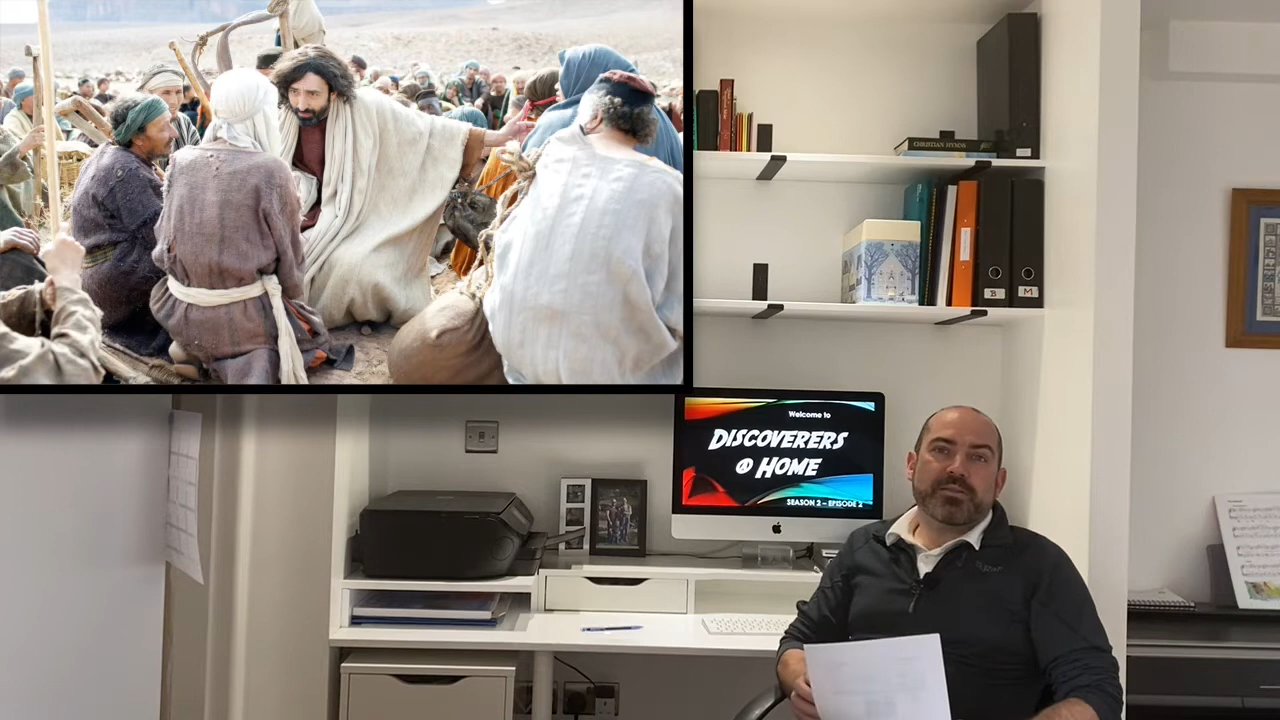 CHRISTIAN HYMNS
B
M
Welcome to
DISCOVERERS
@ HOME
SEASON 2 – EPISODE 2